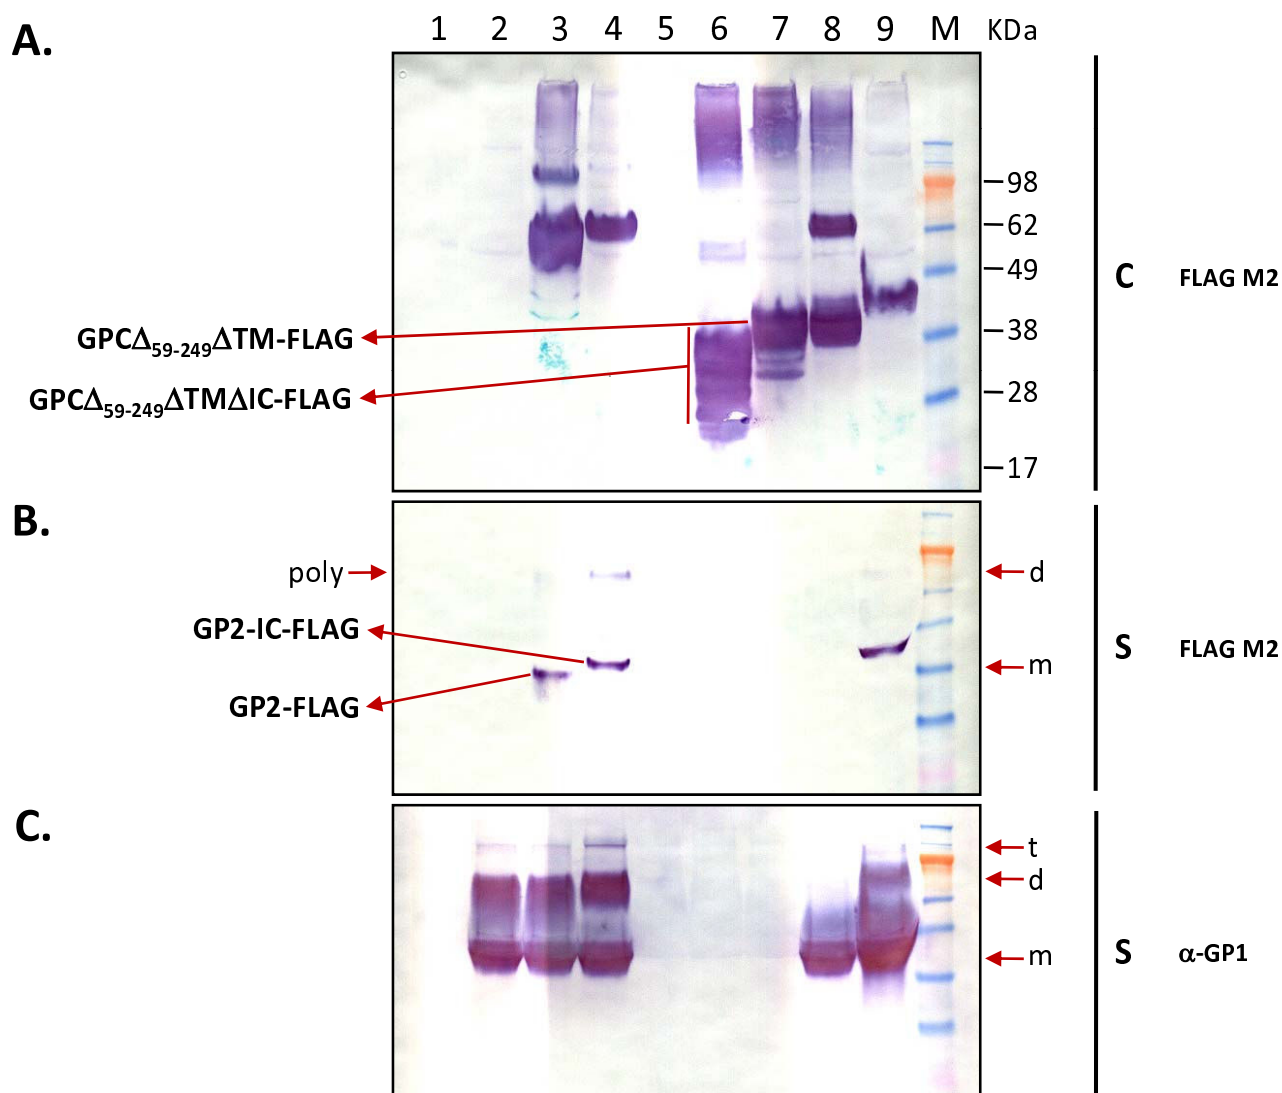 A.
1 2 3 4 5 6 7 8 9 M KDa
98
62
49
38
28
17
GPCΔ59-249ΔTM-FLAG
GPCΔ59-249ΔTMΔIC-FLAG
C FLAG M2
B.
poly
d
GP2-IC-FLAG
m
GP2-FLAG
S FLAG M2
C.
t
d
m
S α-GP1